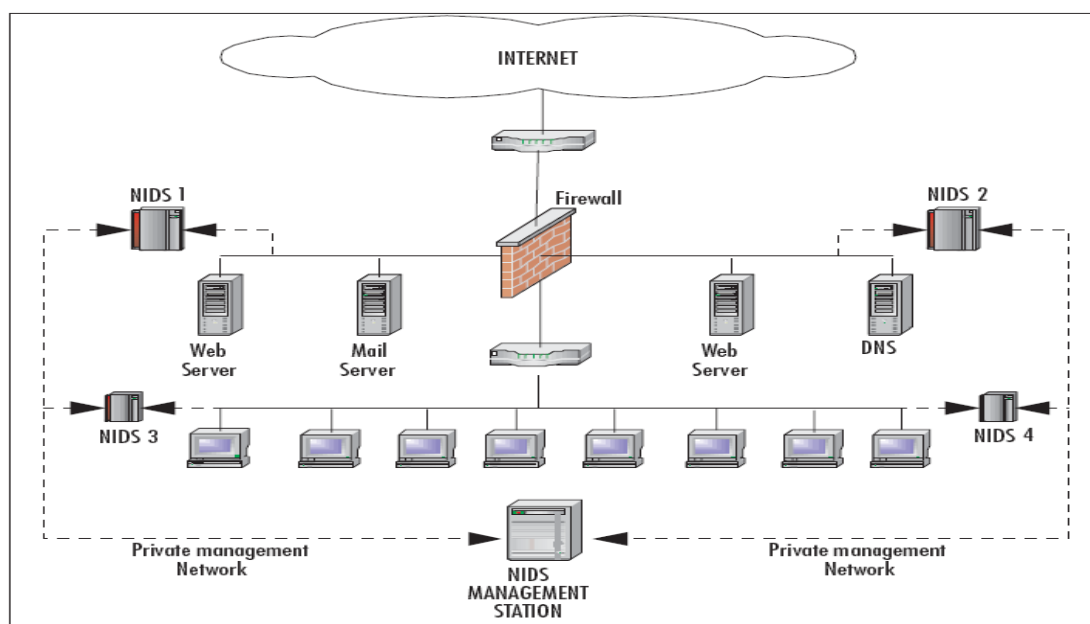 INTERNET
NIDS 1
Firewall
NIDS 2
Web
Server
Mail
Server
Web
Server
DNS
NIDS 3
NIDS 4
Private management
Network
NIDS
MANAGEMENT
STATION
Private management
Network